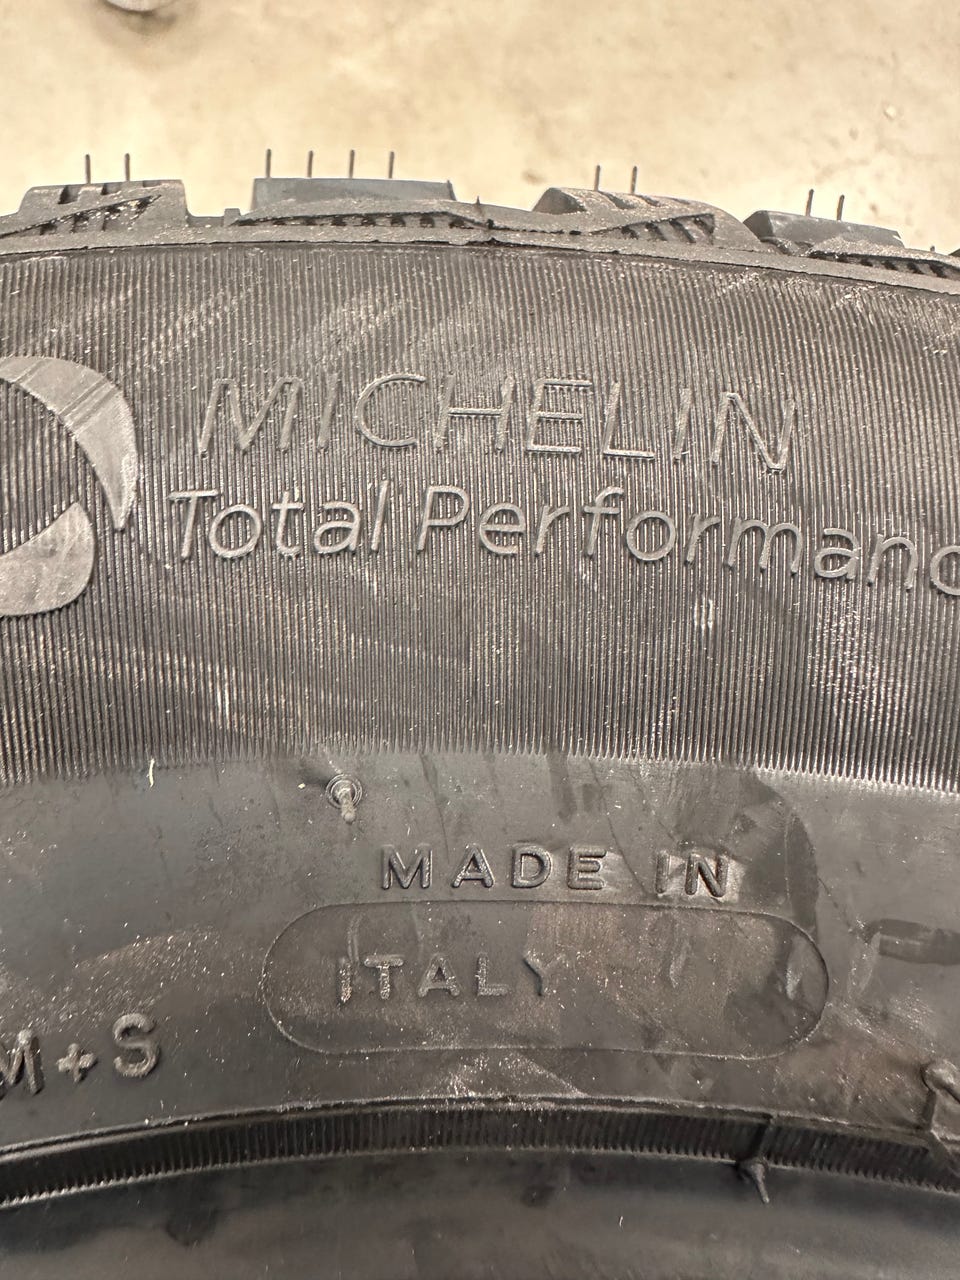 MICHELIN
Total Performanc
MADE IN
ITALY
M+S